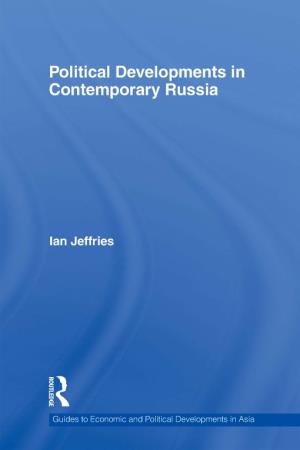 Political Developments in
Contemporary Russia
Ian Jeffries
ROUTLEDGE
Guides to Economic and Political Developments in Asia